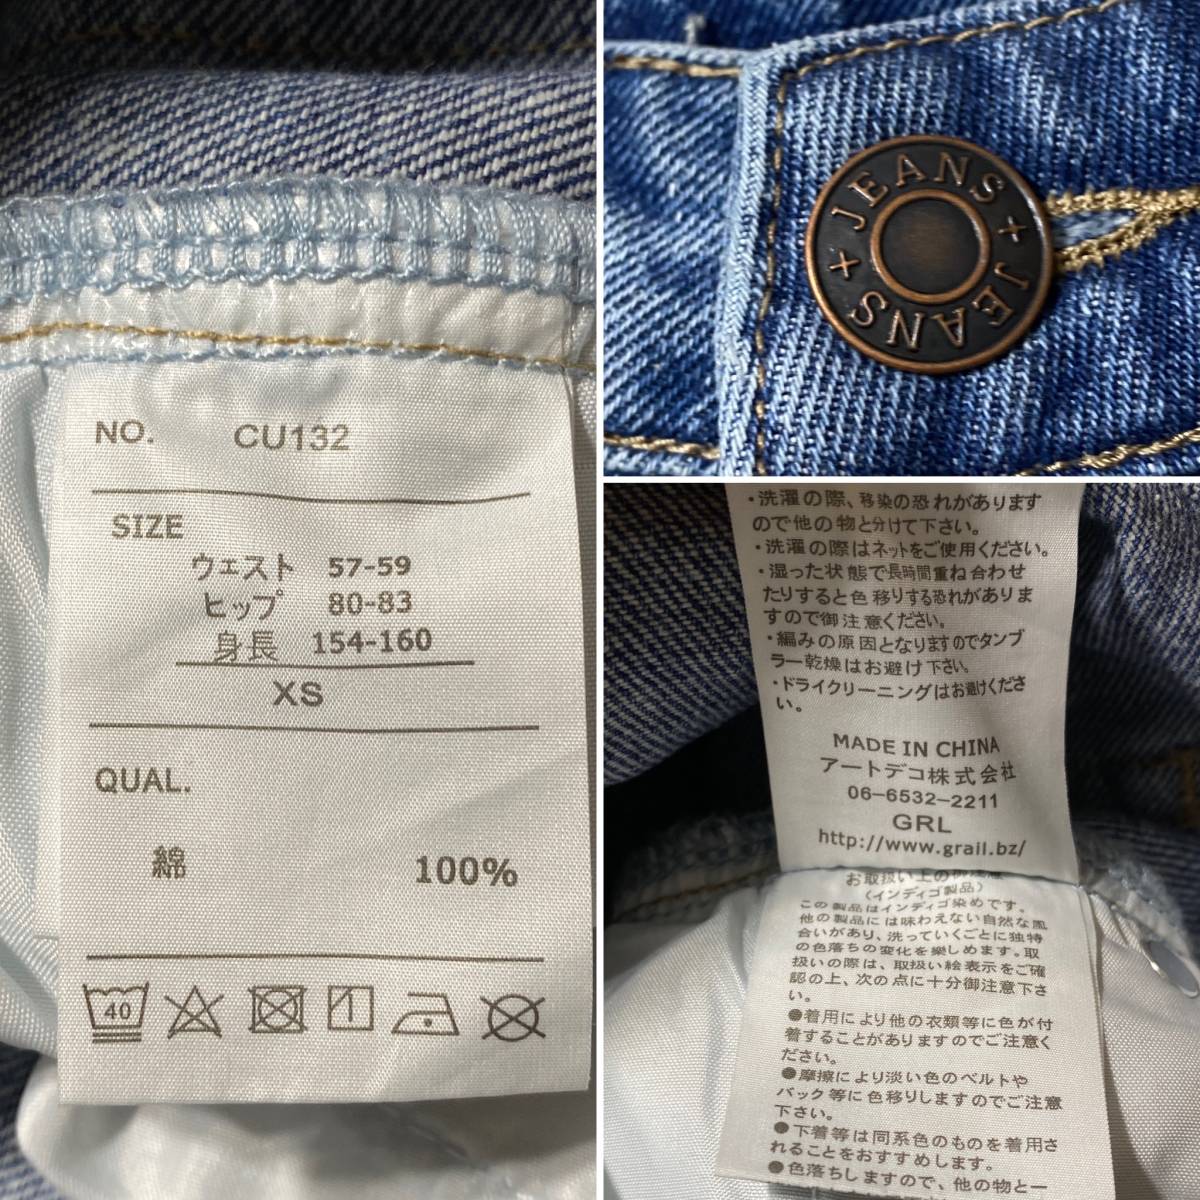 NO. CU132
SIZE
ウェスト 57-59
ヒップ 80-83
身長 154-160
XS
QUAL.
綿 100%
40
JEANS + JEANS +
・洗濯の際、移染の恐れがあります
ので他の物と分けて下さい。
・洗濯の際はネットをご使用ください。
・湿った状態で長時間重ね合わせ
たりすると色移りする恐れがありま
すので御注意ください。
・編みの原因となりますのでタンブ
ラー乾燥はお避け下さい。
・ドライクリーニングはお避けくださ
い。
MADE IN CHINA
アートデコ株式会社
06-6532-2211
GRL
http://www.grail.bz/
お取扱い上の御注意
(インディゴ製品)
この製品はインディゴ染めです。
他の製品には味わえない自然な風
合いがあり、洗っていくごとに独特
の色落ちの変化を楽しめます。取
扱いの際は、取扱い絵表示をご確
認の上、次の点に十分御注意下さ
い。
●着用により他の衣類等に色が付
着することがありますのでご注意く
ださい。
●摩擦により淡い色のベルトや
バック等に色移りしますのでご注意
下さい。
●下着等は同系色のものを着用さ
れることをおすすめします。
●色落ちしますので、他の物と一